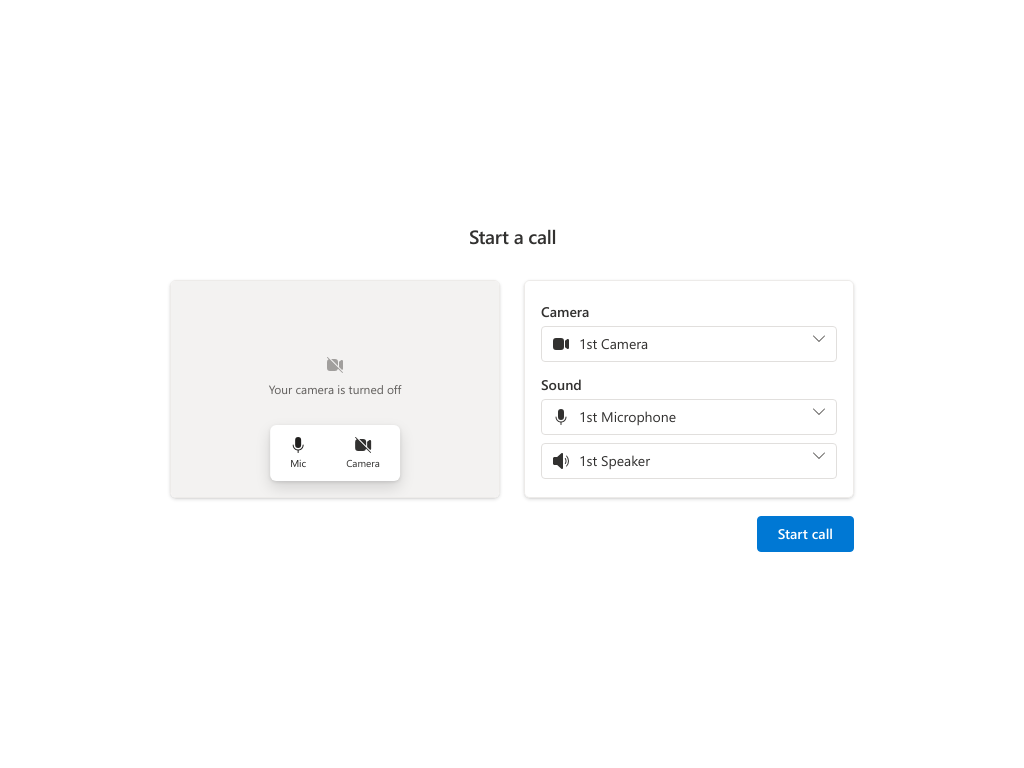 Start a call
Your camera is turned off
Mic
Camera
Camera
1st Camera
Sound
1st Microphone
1st Speaker
Start call